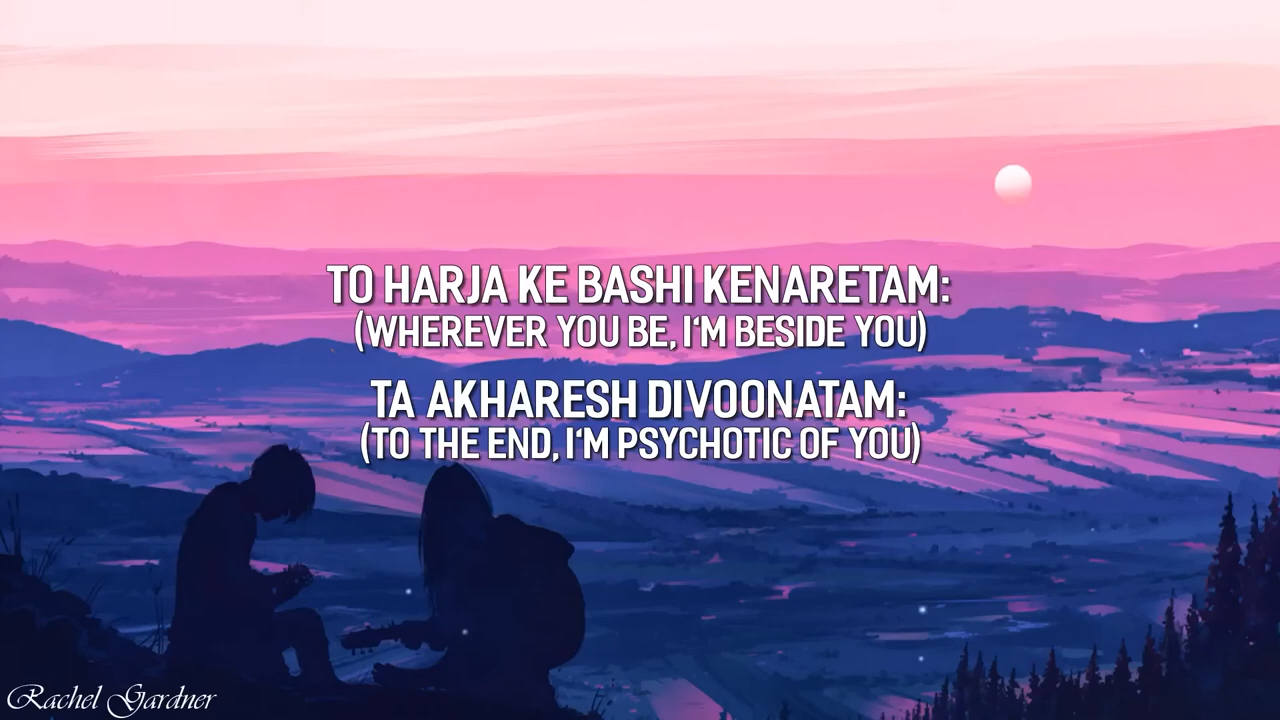 TO HARJA KE BASHI KENARETAM:
(WHEREVER YOU BE, I'M BESIDE YOU)
TA AKHARESH DIVOONATAM:
(TO THE END, I'M PSYCHOTIC OF YOU)
Rachel Gardner